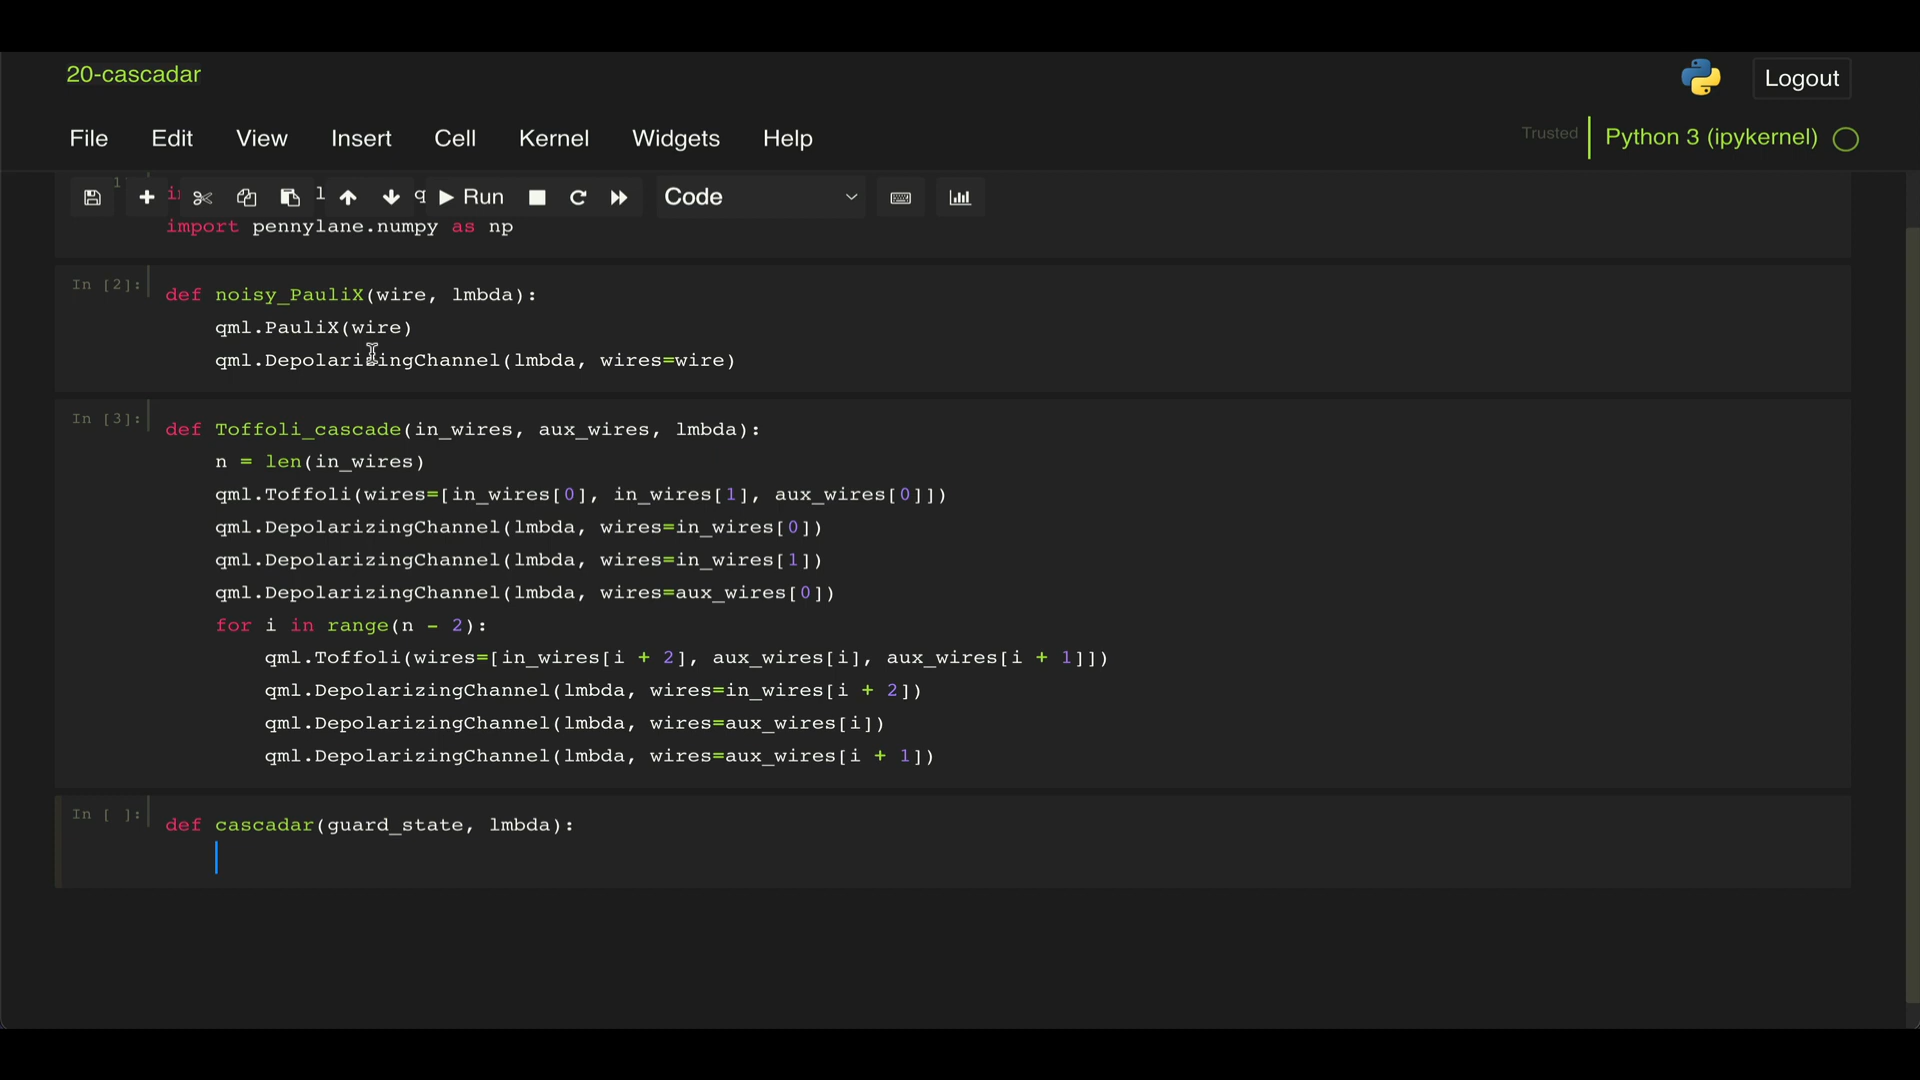 20-cascadar
Logout
File Edit View Insert Cell Kernel Widgets Help
Trusted Python 3 (ipykernel)
Run Code
import pennylane.numpy as np
In [2]:
def noisy_PauliX(wire, lmbda):
    qml.PauliX(wire)
    qml.DepolarizingChannel(lmbda, wires=wire)
In [3]:
def Toffoli_cascade(in_wires, aux_wires, lmbda):
    n = len(in_wires)
    qml.Toffoli(wires=[in_wires[0], in_wires[1], aux_wires[0]])
    qml.DepolarizingChannel(lmbda, wires=in_wires[0])
    qml.DepolarizingChannel(lmbda, wires=in_wires[1])
    qml.DepolarizingChannel(lmbda, wires=aux_wires[0])
    for i in range(n - 2):
        qml.Toffoli(wires=[in_wires[i + 2], aux_wires[i], aux_wires[i + 1]])
        qml.DepolarizingChannel(lmbda, wires=in_wires[i + 2])
        qml.DepolarizingChannel(lmbda, wires=aux_wires[i])
        qml.DepolarizingChannel(lmbda, wires=aux_wires[i + 1])
In [ ]:
def cascadar(guard_state, lmbda):